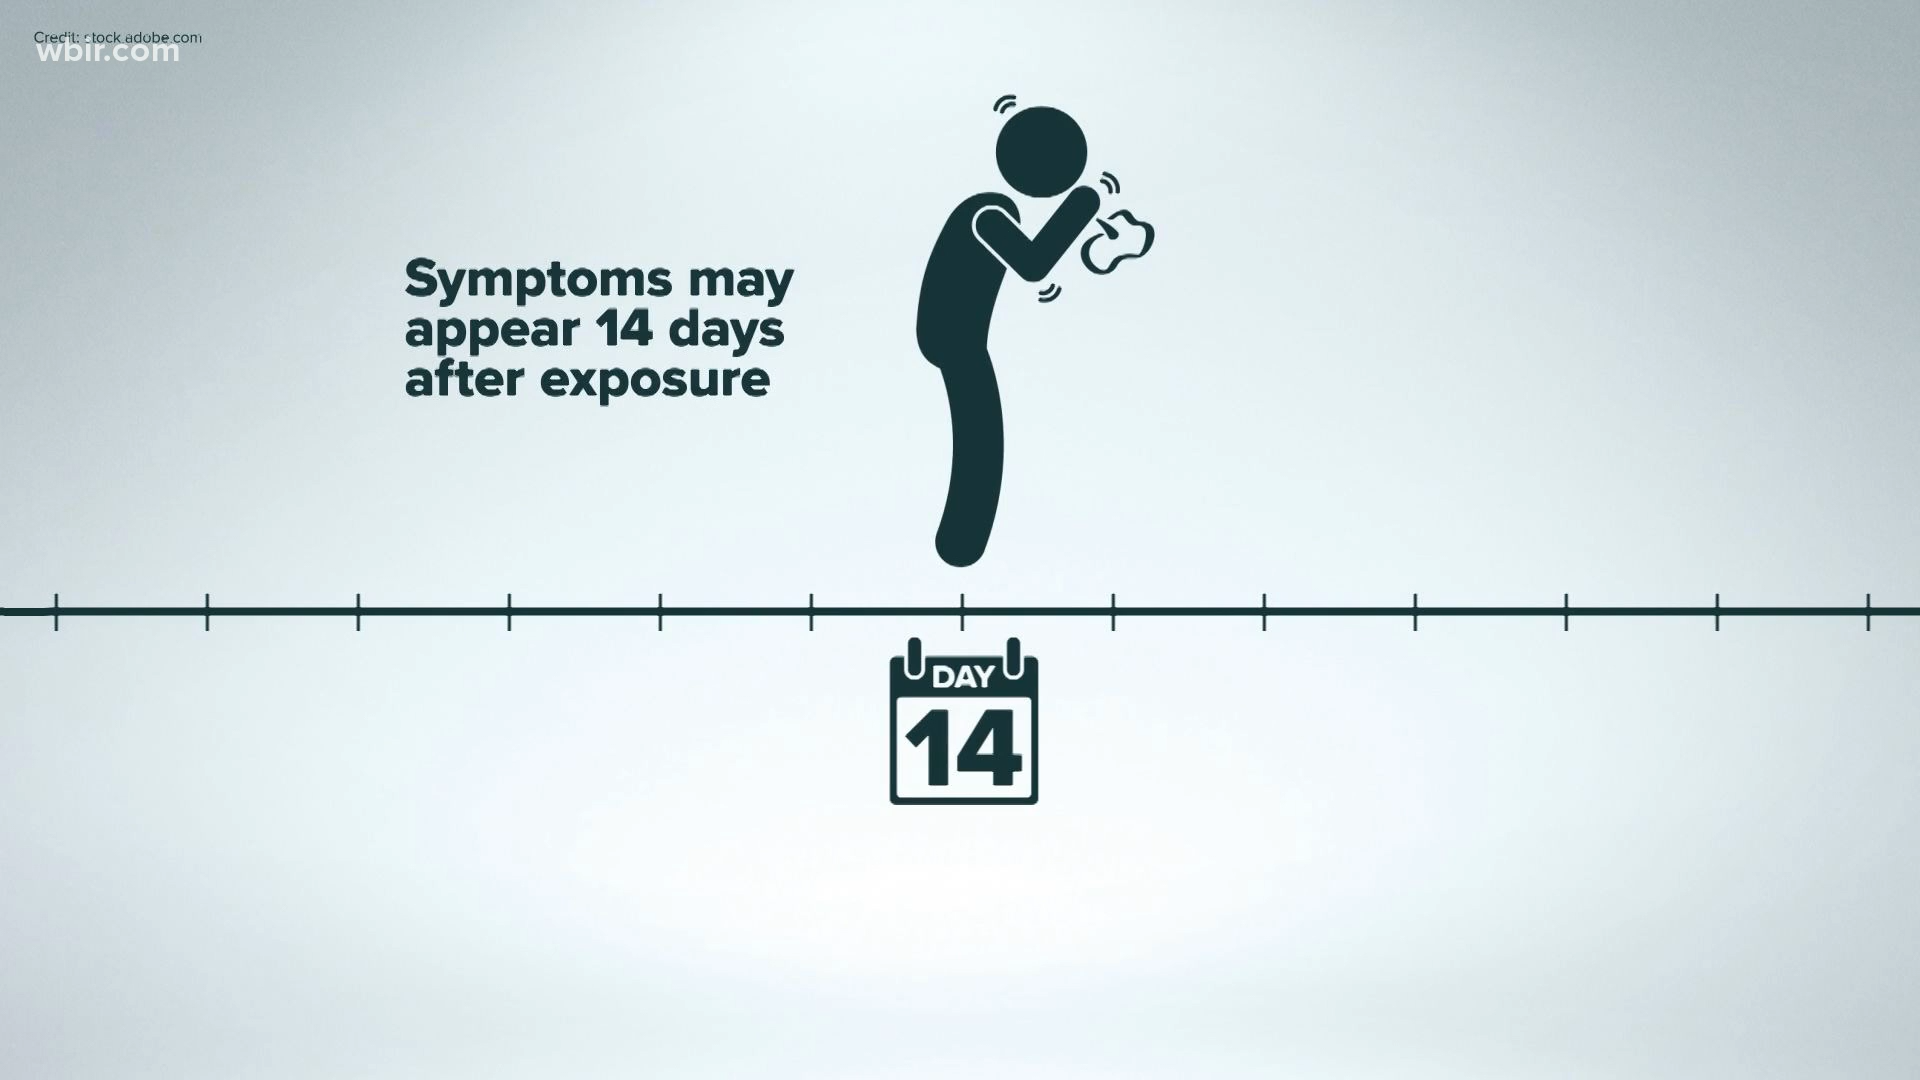 Credit: stock.adobe.com
wbir.com
Symptoms may
appear 14 days
after exposure
DAY
14